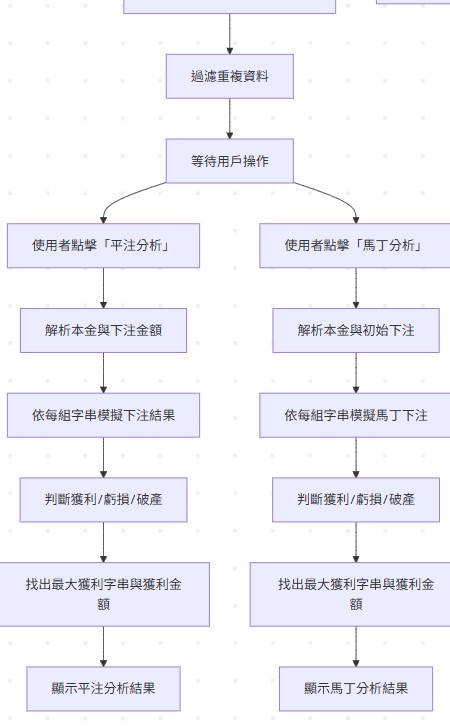 過濾重複資料
等待用戶操作
使用者點擊「平注分析」
使用者點擊「馬丁分析」
解析本金與下注金額
解析本金與初始下注
依每組字串模擬下注結果
依每組字串模擬馬丁下注
判斷獲利/虧損/破產
判斷獲利/虧損/破產
找出最大獲利字串與獲利金
額
找出最大獲利字串與獲利金
額
顯示平注分析結果
顯示馬丁分析結果